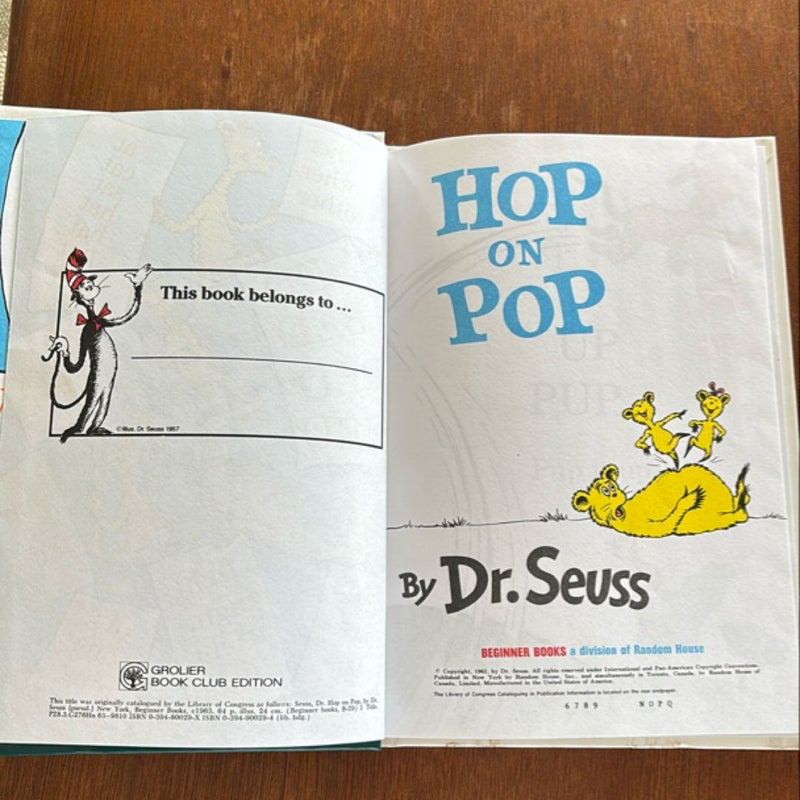 This book belongs to ...
©Illus. Dr. Seuss 1957
GROLIER
BOOK CLUB EDITION
This title was originally catalogued by the Library of Congress as follows: Seuss, Dr. Hop on Pop, by Dr.
Seuss [pseud.] New York, Beginner Books, c1963. 64 p. illus. 24 cm. (Beginner books, B-29) I Title.
PZ8.3.G276Ho 63-9810 ISBN 0-394-80029-X ISBN 0-394-90029-4 (lib. bdg.)
HOP
ON
POP
UP
PUP
By Dr. Seuss
BEGINNER BOOKS a division of Random House
© Copyright, 1963, by Dr. Seuss. All rights reserved under International and Pan-American Copyright Conventions.
Published in New York by Random House, Inc., and simultaneously in Toronto, Canada, by Random House of
Canada, Limited. Manufactured in the United States of America.
The Library of Congress Cataloguing in Publication Information is located on the rear endpaper.
6 7 8 9 N O P Q